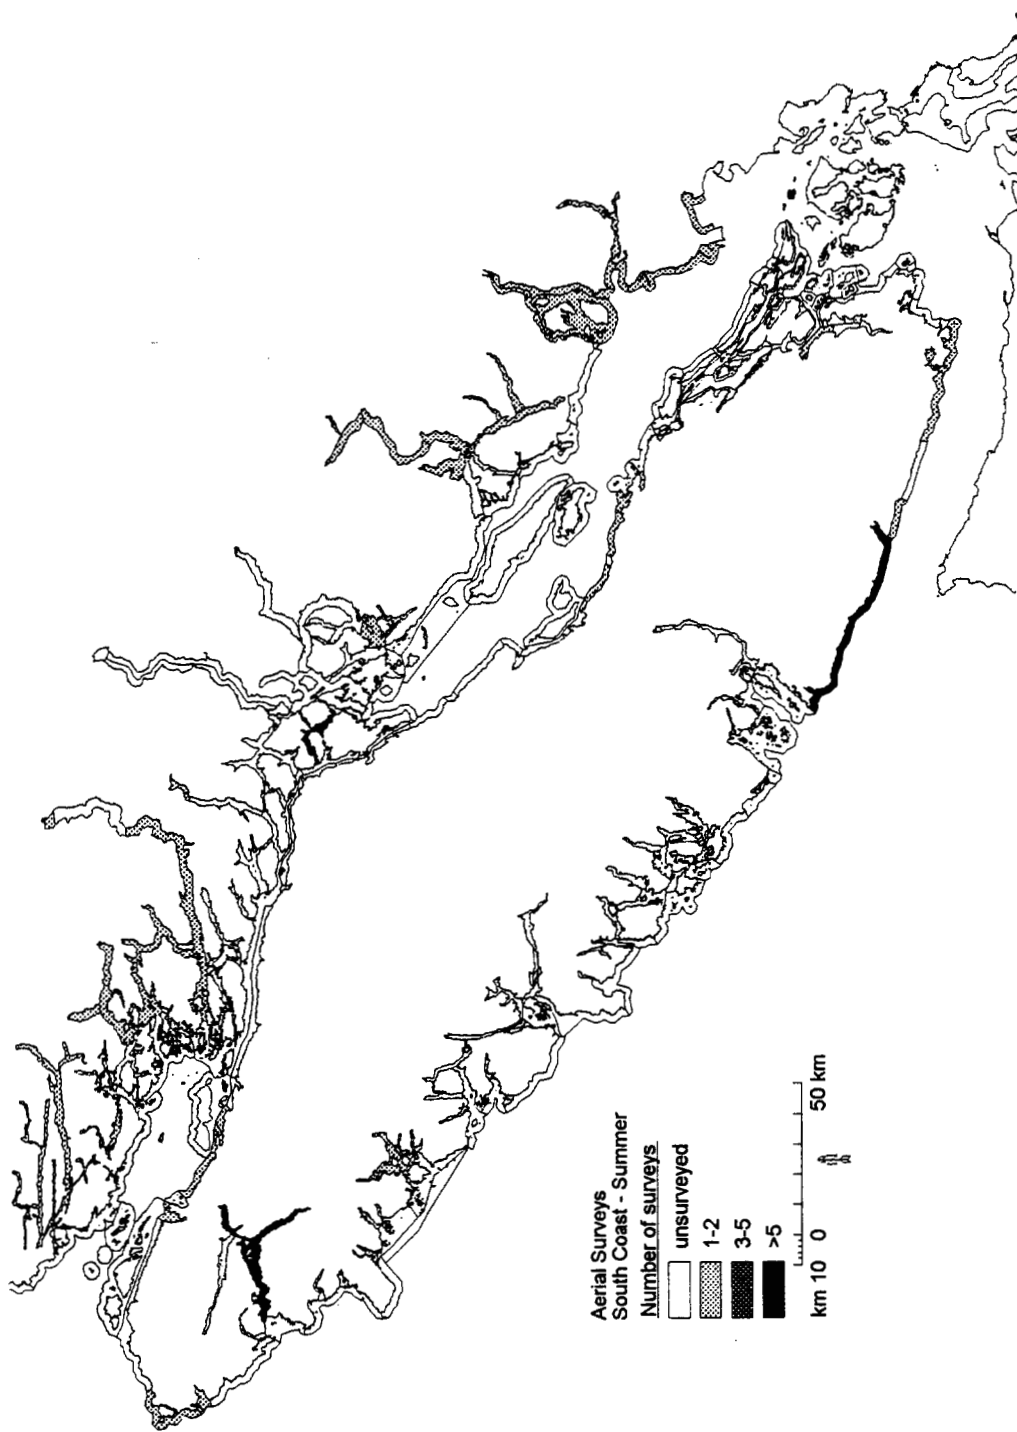 Aerial Surveys
South Coast - Summer
Number of surveys
unsurveyed
1-2
3-5
>5
km 10 0 50 km